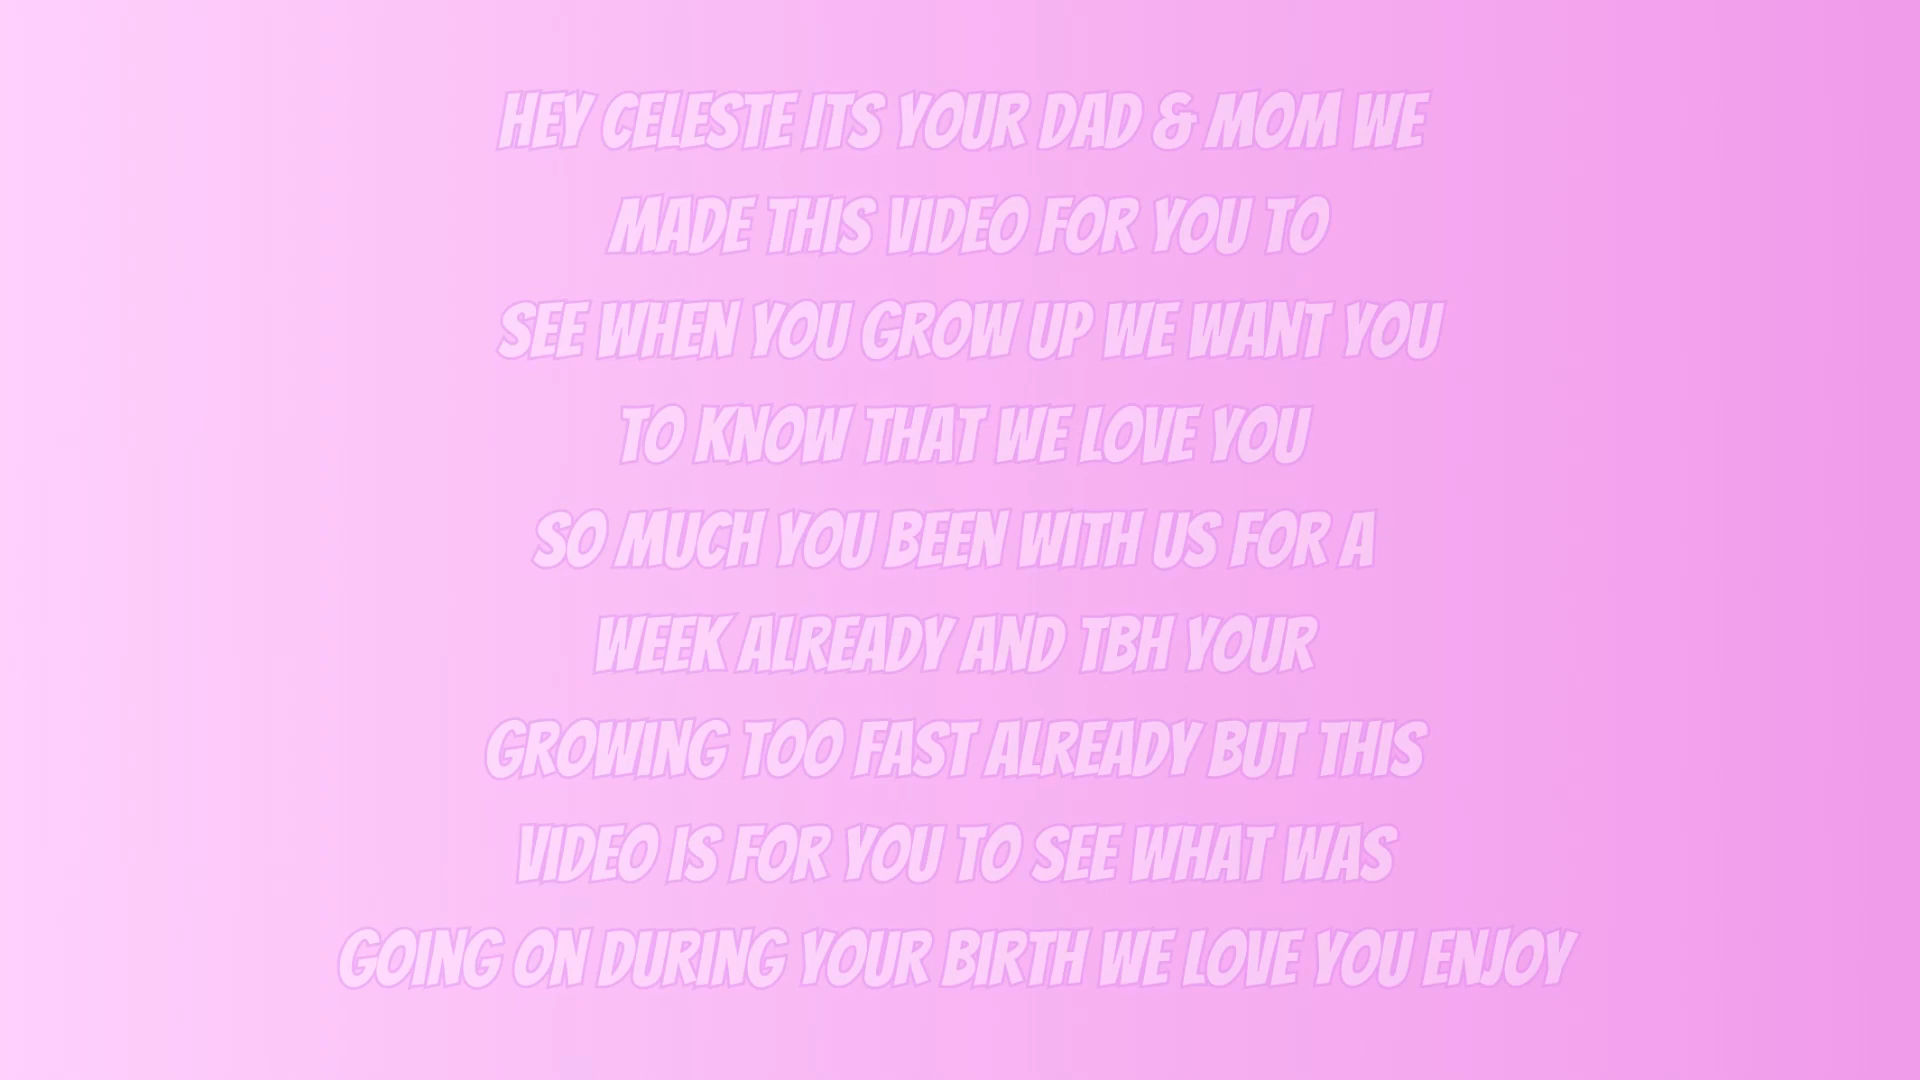 HEY CELESTE ITS YOUR DAD & MOM WE
MADE THIS VIDEO FOR YOU TO
SEE WHEN YOU GROW UP WE WANT YOU
TO KNOW THAT WE LOVE YOU
SO MUCH YOU BEEN WITH US FOR A
WEEK ALREADY AND TBH YOUR
GROWING TOO FAST ALREADY BUT THIS
VIDEO IS FOR YOU TO SEE WHAT WAS
GOING ON DURING YOUR BIRTH WE LOVE YOU ENJOY